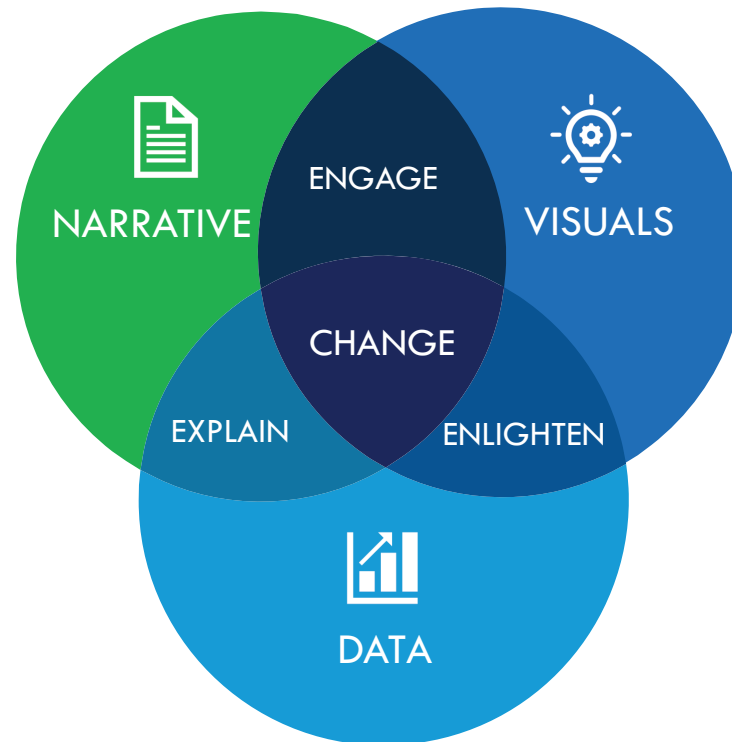 ENGAGE
NARRATIVE
VISUALS
CHANGE
EXPLAIN
ENLIGHTEN
DATA